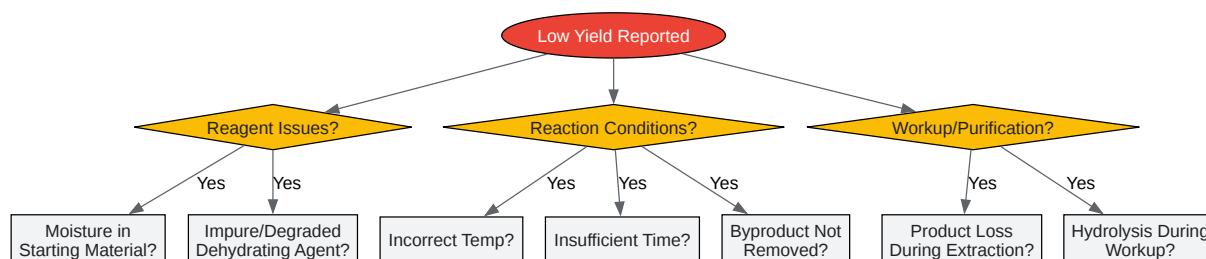 Low Yield Reported
Reagent Issues?
Reaction Conditions?
Workup/Purification?
Yes
Yes
Yes
Yes
Yes
Yes
Yes
Moisture in
Starting Material?
Impure/Degraded
Dehydrating Agent?
Incorrect Temp?
Insufficient Time?
Byproduct Not
Removed?
Product Loss
During Extraction?
Hydrolysis During
Workup?